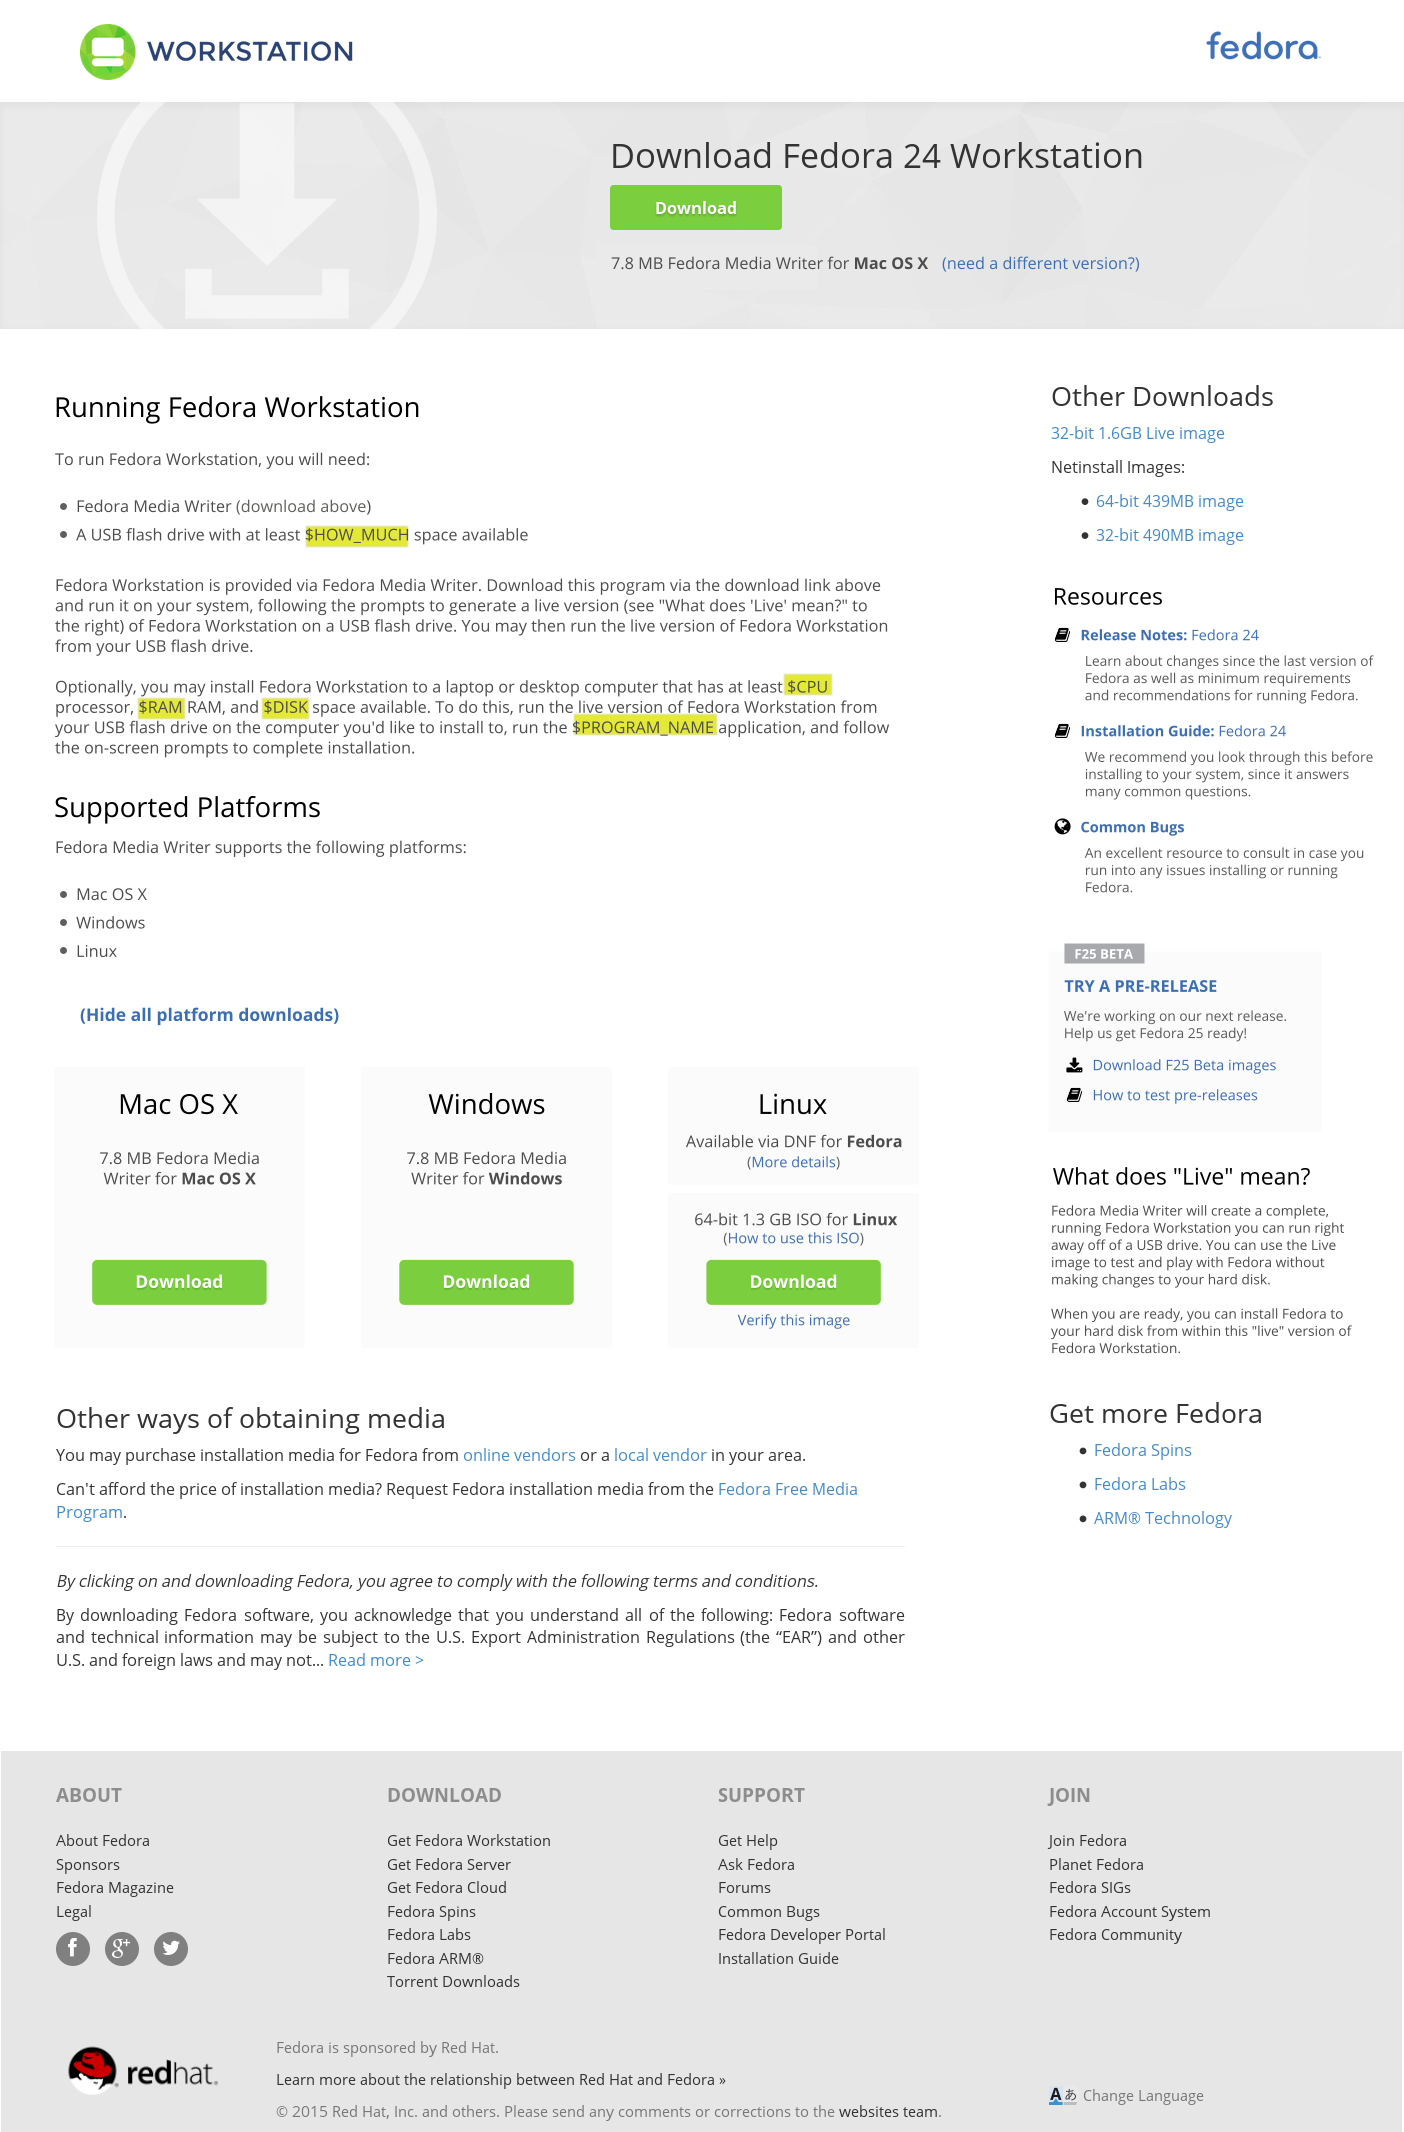 WORKSTATION
fedora
Download Fedora 24 Workstation
Download
7.8 MB Fedora Media Writer for Mac OS X (need a different version?)
Running Fedora Workstation
To run Fedora Workstation, you will need:
• Fedora Media Writer (download above)
• A USB flash drive with at least $HOW_MUCH space available
Fedora Workstation is provided via Fedora Media Writer. Download this program via the download link above
and run it on your system, following the prompts to generate a live version (see "What does 'Live' mean?" to
the right) of Fedora Workstation on a USB flash drive. You may then run the live version of Fedora Workstation
from your USB flash drive.
Optionally, you may install Fedora Workstation to a laptop or desktop computer that has at least $CPU
processor, $RAM RAM, and $DISK space available. To do this, run the live version of Fedora Workstation from
your USB flash drive on the computer you'd like to install to, run the $PROGRAM_NAME application, and follow
the on-screen prompts to complete installation.
Supported Platforms
Fedora Media Writer supports the following platforms:
• Mac OS X
• Windows
• Linux
(Hide all platform downloads)
Mac OS X
7.8 MB Fedora Media
Writer for Mac OS X
Download
Windows
7.8 MB Fedora Media
Writer for Windows
Download
Linux
Available via DNF for Fedora
(More details)
64-bit 1.3 GB ISO for Linux
(How to use this ISO)
Download
Verify this image
Other ways of obtaining media
You may purchase installation media for Fedora from online vendors or a local vendor in your area.
Can't afford the price of installation media? Request Fedora installation media from the Fedora Free Media
Program.
By clicking on and downloading Fedora, you agree to comply with the following terms and conditions.
By downloading Fedora software, you acknowledge that you understand all of the following: Fedora software
and technical information may be subject to the U.S. Export Administration Regulations (the “EAR”) and other
U.S. and foreign laws and may not... Read more >
Other Downloads
32-bit 1.6GB Live image
Netinstall Images:
• 64-bit 439MB image
• 32-bit 490MB image
Resources
Release Notes: Fedora 24
Learn about changes since the last version of
Fedora as well as minimum requirements
and recommendations for running Fedora.
Installation Guide: Fedora 24
We recommend you look through this before
installing to your system, since it answers
many common questions.
Common Bugs
An excellent resource to consult in case you
run into any issues installing or running
Fedora.
F25 BETA
TRY A PRE-RELEASE
We're working on our next release.
Help us get Fedora 25 ready!
Download F25 Beta images
How to test pre-releases
What does "Live" mean?
Fedora Media Writer will create a complete,
running Fedora Workstation you can run right
away off of a USB drive. You can use the Live
image to test and play with Fedora without
making changes to your hard disk.
When you are ready, you can install Fedora to
your hard disk from within this "live" version of
Fedora Workstation.
Get more Fedora
• Fedora Spins
• Fedora Labs
• ARM® Technology
ABOUT
About Fedora
Sponsors
Fedora Magazine
Legal
DOWNLOAD
Get Fedora Workstation
Get Fedora Server
Get Fedora Cloud
Fedora Spins
Fedora Labs
Fedora ARM®
Torrent Downloads
SUPPORT
Get Help
Ask Fedora
Forums
Common Bugs
Fedora Developer Portal
Installation Guide
JOIN
Join Fedora
Planet Fedora
Fedora SIGs
Fedora Account System
Fedora Community
redhat.
Fedora is sponsored by Red Hat.
Learn more about the relationship between Red Hat and Fedora »
© 2015 Red Hat, Inc. and others. Please send any comments or corrections to the websites team.
Aあ Change Language